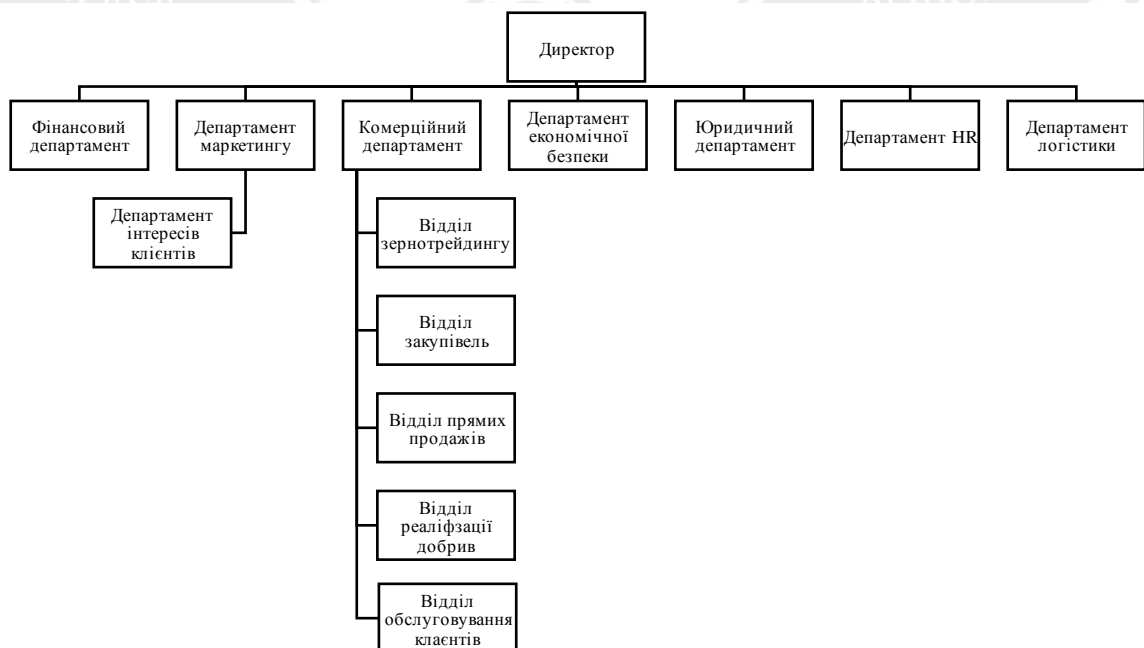 Директор
Фінансовий
департамент
Департамент
маркетингу
Комерційний
департамент
Департамент
економічної
безпеки
Юридичний
департамент
Департамент HR
Департамент
логістики
Департамент
інтересів
клієнтів
Відділ
зернотрейдингу
Відділ
закупівель
Відділ прямих
продажів
Відділ
реаліфзації
добрив
Відділ
обслуговування
клаєнтів